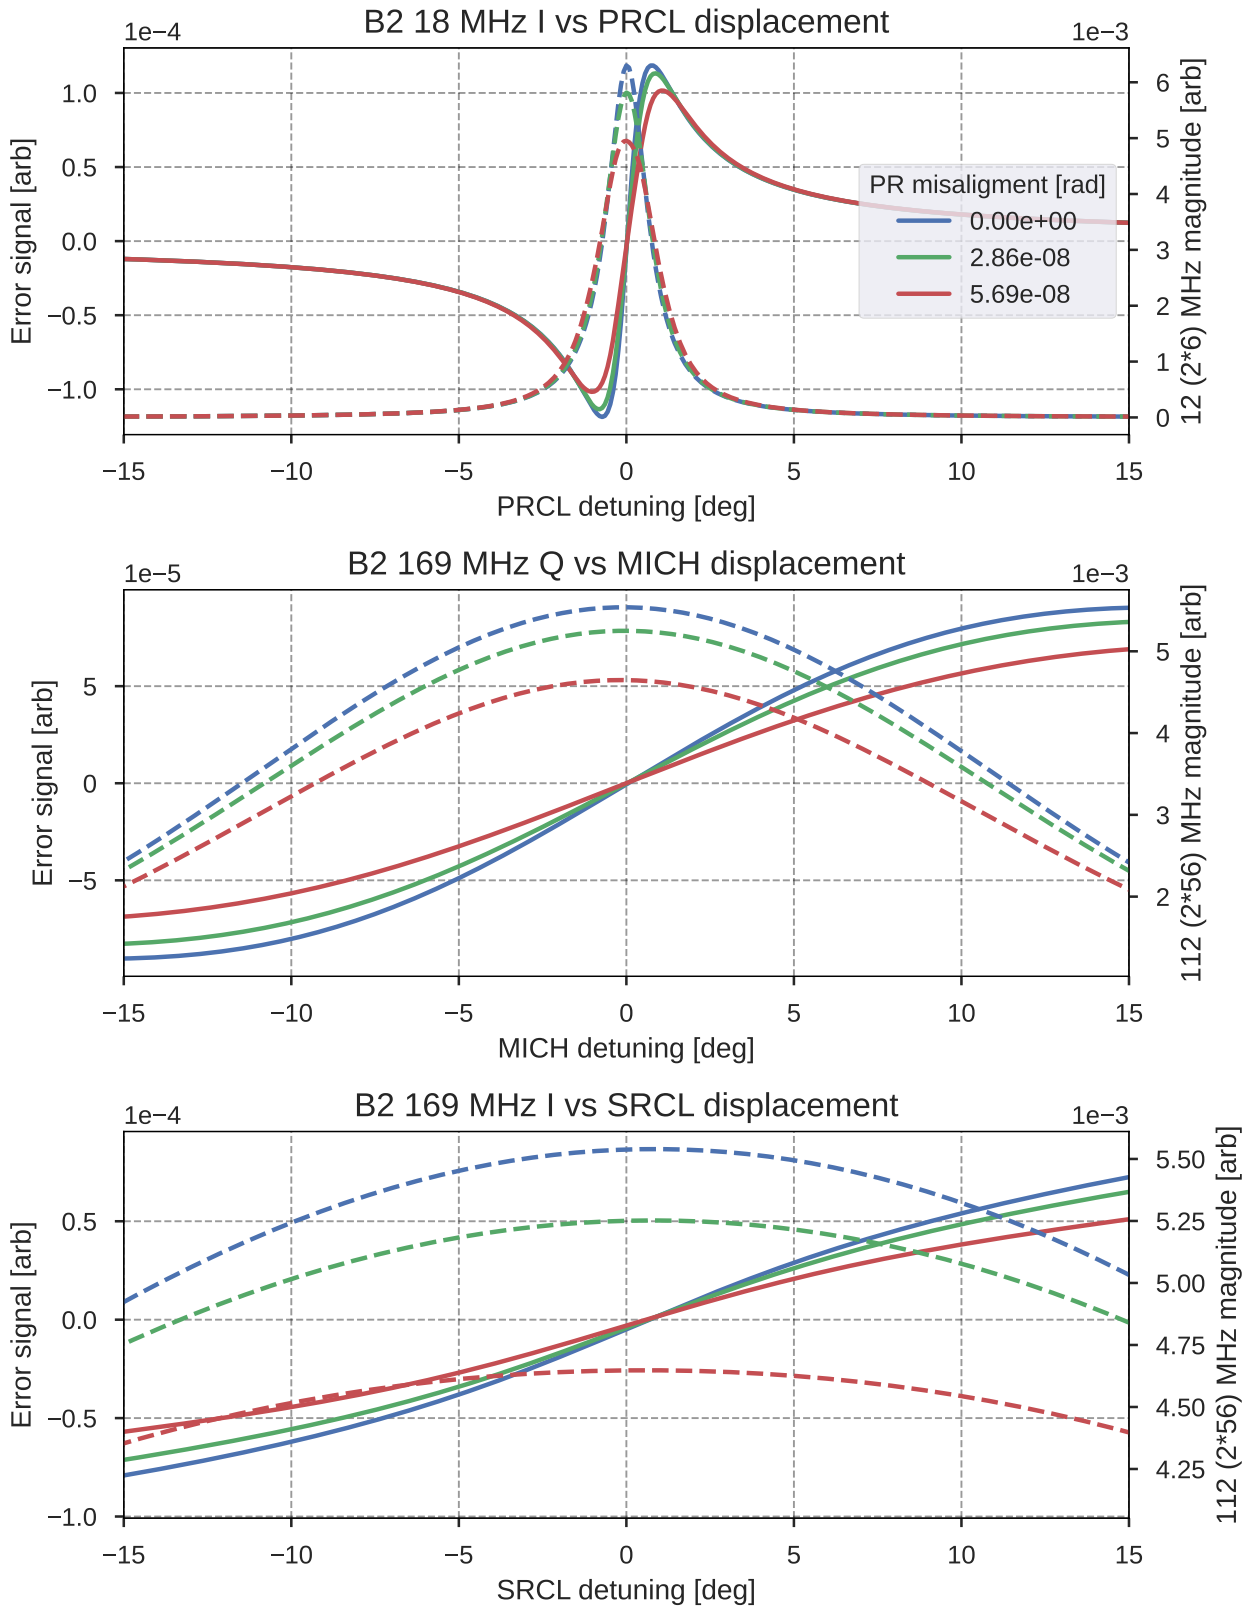 B2 18 MHz I vs PRCL displacement
1e−4
1e−3
1.0
0.5
0.0
−0.5
−1.0
Error signal [arb]
6
5
4
3
2
1
0
12 (2*6) MHz magnitude [arb]
PR misaligment [rad]
0.00e+00
2.86e-08
5.69e-08
−15 −10 −5 0 5 10 15
PRCL detuning [deg]
B2 169 MHz Q vs MICH displacement
1e−5
1e−3
5
0
−5
Error signal [arb]
5
4
3
2
112 (2*56) MHz magnitude [arb]
−15 −10 −5 0 5 10 15
MICH detuning [deg]
B2 169 MHz I vs SRCL displacement
1e−4
1e−3
0.5
0.0
−0.5
−1.0
Error signal [arb]
5.50
5.25
5.00
4.75
4.50
4.25
112 (2*56) MHz magnitude [arb]
−15 −10 −5 0 5 10 15
SRCL detuning [deg]